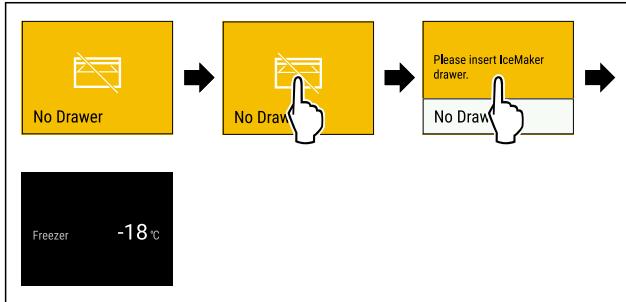 No Drawer
No Draw
Please insert IceMaker
drawer.
No Draw
Freezer -18 °C